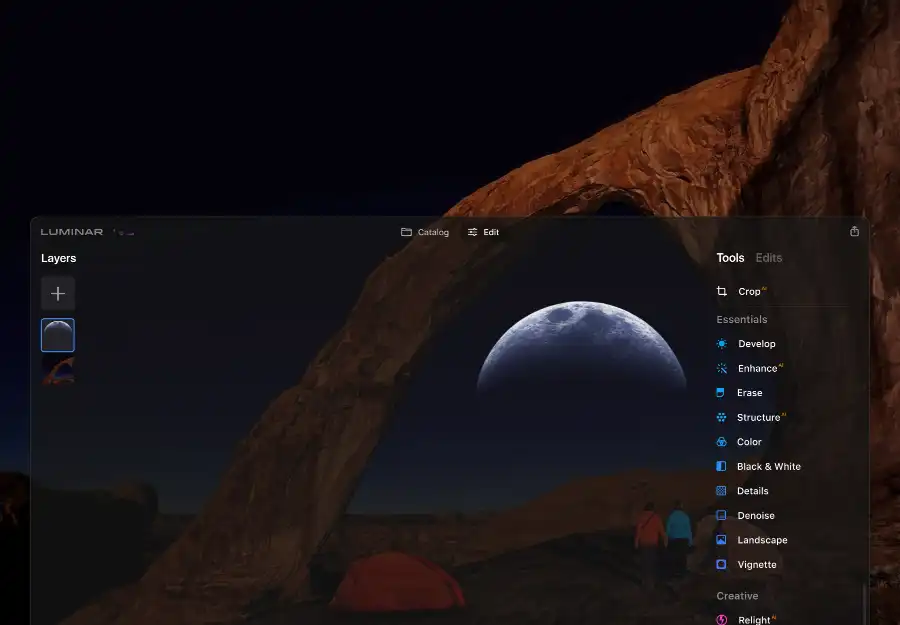 LUMINAR
Catalog
Edit
Layers
Tools Edits
Crop AI
Essentials
Develop
Enhance AI
Erase
Structure AI
Color
Black & White
Details
Denoise
Landscape
Vignette
Creative
Relight AI